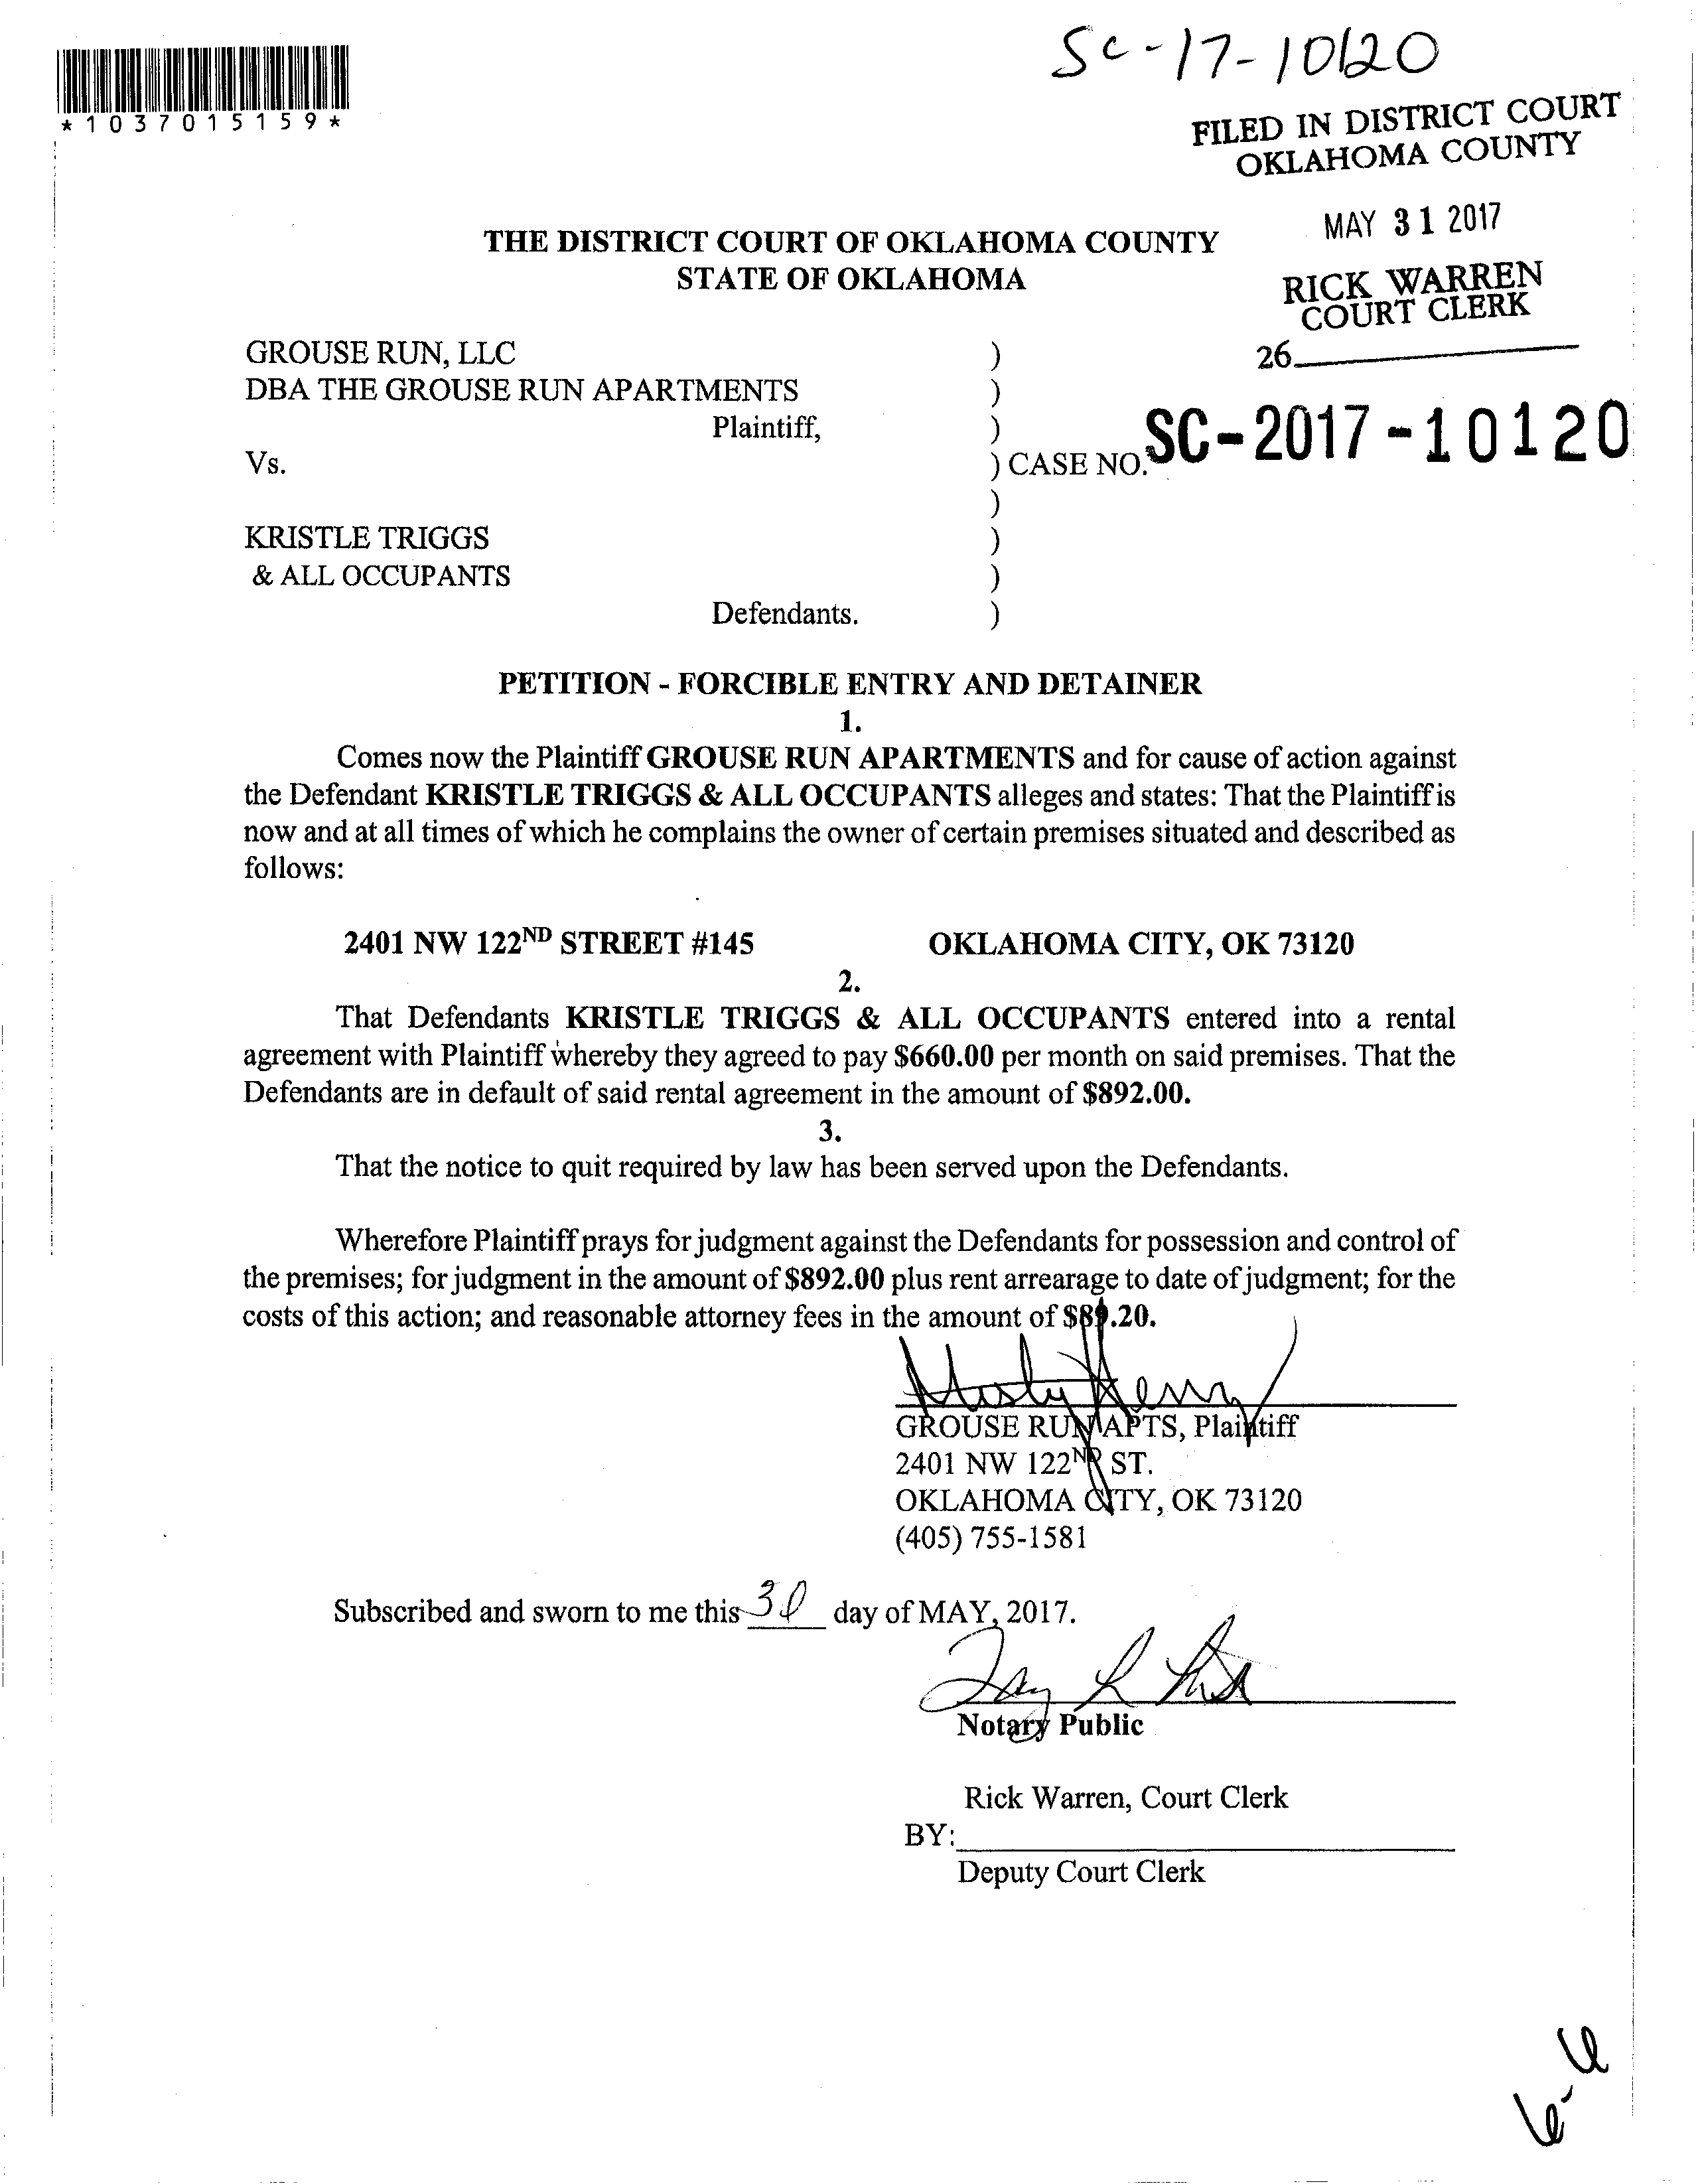 SC-17-10120
*1037015159*
FILED IN DISTRICT COURT
OKLAHOMA COUNTY
MAY 31 2017
RICK WARREN
COURT CLERK
26
THE DISTRICT COURT OF OKLAHOMA COUNTY
STATE OF OKLAHOMA
GROUSE RUN, LLC )
DBA THE GROUSE RUN APARTMENTS )
Plaintiff, )
Vs. ) CASE NO. SC-2017-10120
)
KRISTLE TRIGGS )
& ALL OCCUPANTS )
Defendants. )
PETITION - FORCIBLE ENTRY AND DETAINER
1.
Comes now the Plaintiff GROUSE RUN APARTMENTS and for cause of action against
the Defendant KRISTLE TRIGGS & ALL OCCUPANTS alleges and states: That the Plaintiff is
now and at all times of which he complains the owner of certain premises situated and described as
follows:
2401 NW 122ND STREET #145 OKLAHOMA CITY, OK 73120
2.
That Defendants KRISTLE TRIGGS & ALL OCCUPANTS entered into a rental
agreement with Plaintiff whereby they agreed to pay $660.00 per month on said premises. That the
Defendants are in default of said rental agreement in the amount of $892.00.
3.
That the notice to quit required by law has been served upon the Defendants.
Wherefore Plaintiff prays for judgment against the Defendants for possession and control of
the premises; for judgment in the amount of $892.00 plus rent arrearage to date of judgment; for the
costs of this action; and reasonable attorney fees in the amount of $89.20.
GROUSE RUN APTS, Plaintiff
2401 NW 122ND ST.
OKLAHOMA CITY, OK 73120
(405) 755-1581
Subscribed and sworn to me this 30 day of MAY, 2017.
Notary Public
Rick Warren, Court Clerk
BY:
Deputy Court Clerk
6-6